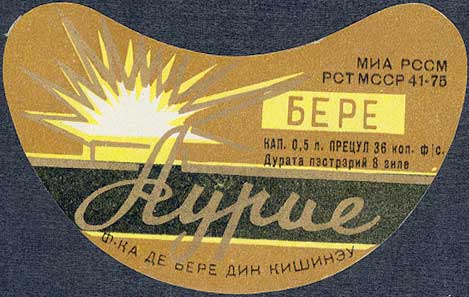 МИА РССМ
РСТ МССР 41-75
БЕРЕ
КАП. 0,5 л. ПРЕЦУЛ 36 коп. ф/с.
Дурата пэстрэрий 8 зиле
Аурие
Ф-КА ДЕ БЕРЕ ДИН КИШИНЭУ